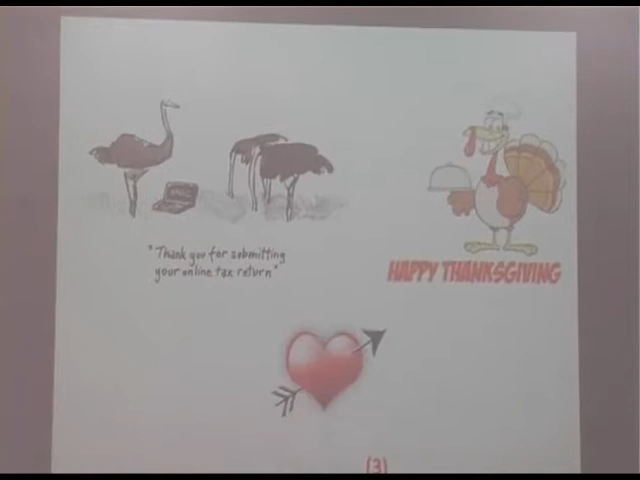 "Thank you for submitting
your online tax return"
HAPPY THANKSGIVING
(3)